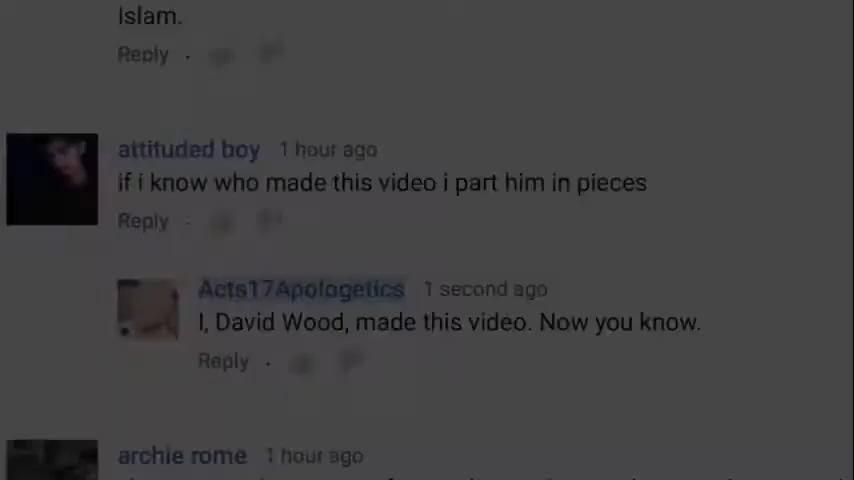 Islam.
Reply
attituded boy 1 hour ago
if i know who made this video i part him in pieces
Reply
Acts17Apologetics 1 second ago
I, David Wood, made this video. Now you know.
Reply
archie rome 1 hour ago